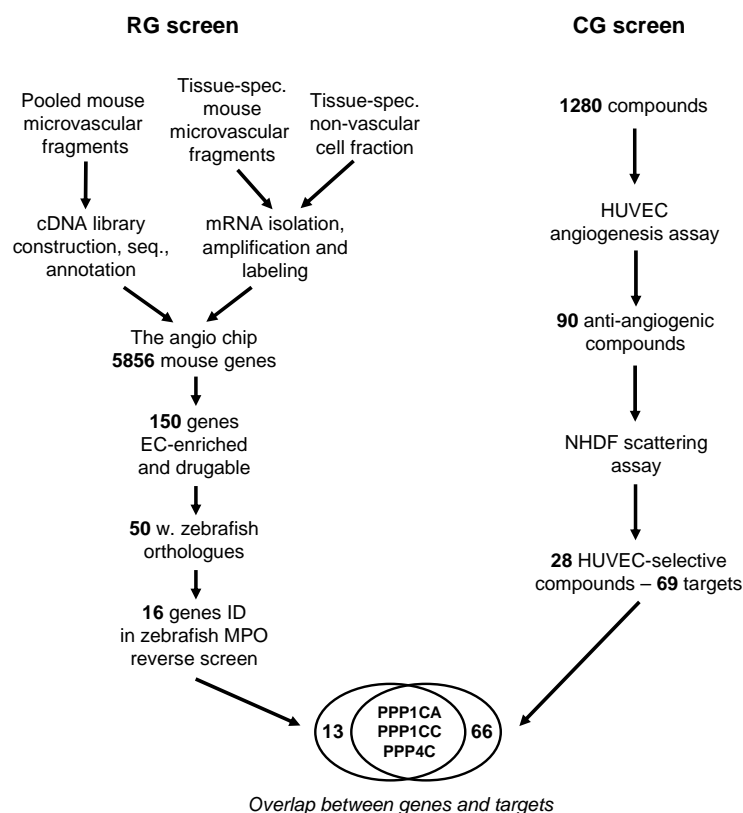 RG screen
Pooled mouse
microvascular
fragments
Tissue-spec.
mouse
microvascular
fragments
Tissue-spec.
non-vascular
cell fraction
cDNA library
construction, seq.,
annotation
mRNA isolation,
amplification and
labeling
The angio chip
5856 mouse genes
150 genes
EC-enriched
and drugable
50 w. zebrafish
orthologues
16 genes ID
in zebrafish MPO
reverse screen
CG screen
1280 compounds
HUVEC
angiogenesis assay
90 anti-angiogenic
compounds
NHDF scattering
assay
28 HUVEC-selective
compounds – 69 targets
13
PPP1CA
PPP1CC
PPP4C
66
Overlap between genes and targets